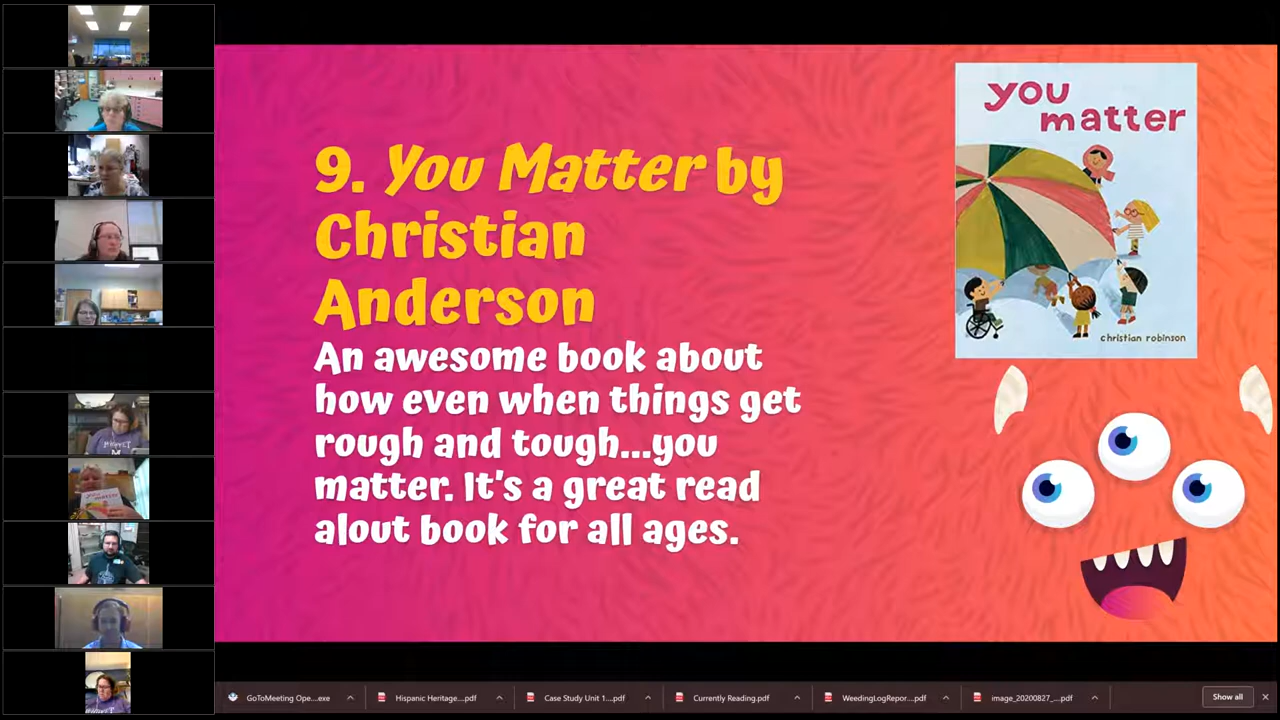 9. You Matter by
Christian
Anderson
An awesome book about
how even when things get
rough and tough...you
matter. It's a great read
alout book for all ages.
you
matter
christian robinson
you matter
GoToMeeting Ope....exe
Hispanic Heritage....pdf
Case Study Unit 1....pdf
Currently Reading.pdf
WeedingLogRepor....pdf
image_20200827_....pdf
Show all